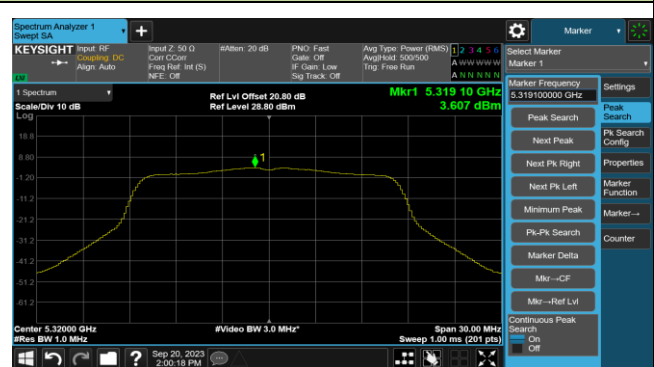 Spectrum Analyzer 1
Swept SA
+
Marker
KEYSIGHT
Input: RF
Coupling: DC
Align: Auto
Input Z: 50 Ω
Corr CCorr
Freq Ref: Int (S)
NFE: Off
#Atten: 20 dB
PNO: Fast
Gate: Off
IF Gain: Low
Sig Track: Off
Avg Type: Power (RMS)
Avg|Hold: 500/500
Trig: Free Run
1 2 3 4 5 6
A WW WW W
A N N N N N
LXI
Select Marker
Marker 1
1 Spectrum
Scale/Div 10 dB
Log
Ref Lvl Offset 20.80 dB
Ref Level 28.80 dBm
Mkr1 5.319 10 GHz
3.607 dBm
18.8
8.80
-1.20
-11.2
-21.2
-31.2
-41.2
-51.2
-61.2
1
Center 5.32000 GHz
#Res BW 1.0 MHz
#Video BW 3.0 MHz*
Span 30.00 MHz
Sweep 1.00 ms (201 pts)
Marker Frequency
5.319100000 GHz
Peak Search
Next Peak
Next Pk Right
Next Pk Left
Minimum Peak
Pk-Pk Search
Marker Delta
Mkr→CF
Mkr→Ref Lvl
Continuous Peak
Search
On
Off
Settings
Peak
Search
Pk Search
Config
Properties
Marker
Function
Marker→
Counter
?
Sep 20, 2023
2:00:18 PM